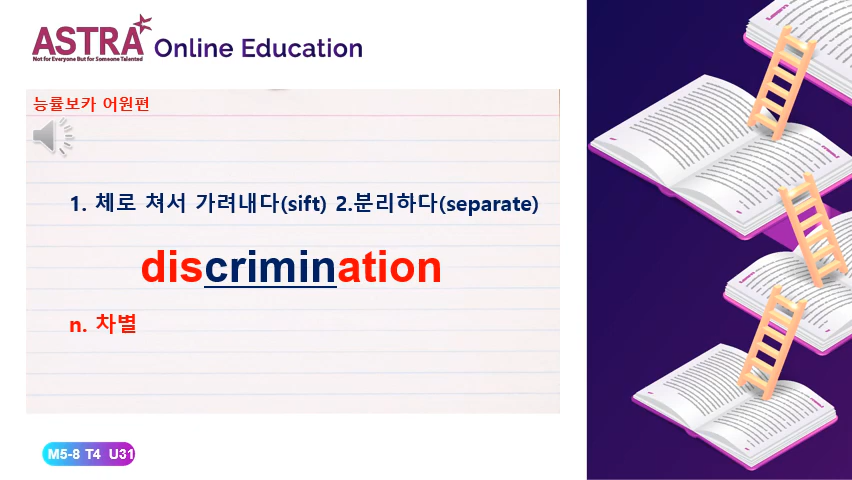 ASTRA
Not for Everyone But for Someone Talented
Online Education
능률보카 어원편
1. 체로 쳐서 가려내다(sift) 2.분리하다(separate)
discrimination
n. 차별
M5-8 T4 U31